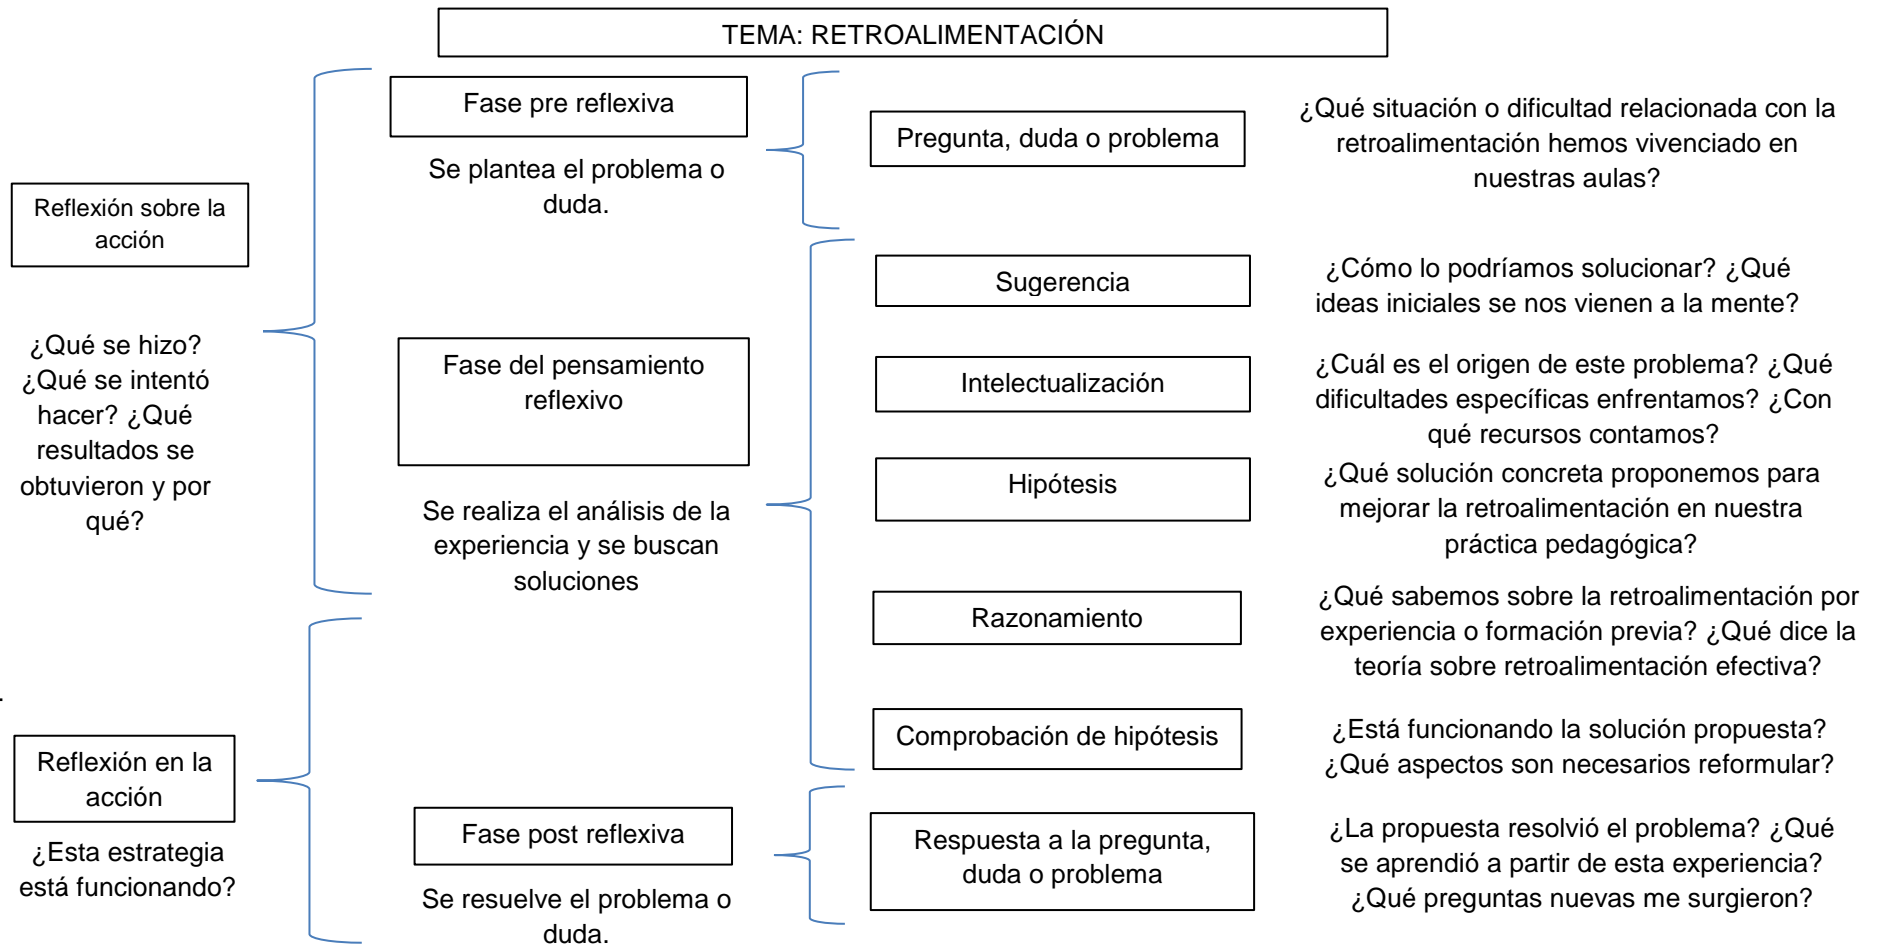 TEMA: RETROALIMENTACIÓN
Reflexión sobre la
acción
¿Qué se hizo?
¿Qué se intentó
hacer? ¿Qué
resultados se
obtuvieron y por
qué?
Fase pre reflexiva
Se plantea el problema o
duda.
Pregunta, duda o problema
¿Qué situación o dificultad relacionada con la
retroalimentación hemos vivenciado en
nuestras aulas?
Fase del pensamiento
reflexivo
Se realiza el análisis de la
experiencia y se buscan
soluciones
Sugerencia
¿Cómo lo podríamos solucionar? ¿Qué
ideas iniciales se nos vienen a la mente?
Intelectualización
¿Cuál es el origen de este problema? ¿Qué
dificultades específicas enfrentamos? ¿Con
qué recursos contamos?
Hipótesis
¿Qué solución concreta proponemos para
mejorar la retroalimentación en nuestra
práctica pedagógica?
Razonamiento
¿Qué sabemos sobre la retroalimentación por
experiencia o formación previa? ¿Qué dice la
teoría sobre retroalimentación efectiva?
Comprobación de hipótesis
¿Está funcionando la solución propuesta?
¿Qué aspectos son necesarios reformular?
.
Reflexión en la
acción
¿Esta estrategia
está funcionando?
Fase post reflexiva
Se resuelve el problema o
duda.
Respuesta a la pregunta,
duda o problema
¿La propuesta resolvió el problema? ¿Qué
se aprendió a partir de esta experiencia?
¿Qué preguntas nuevas me surgieron?